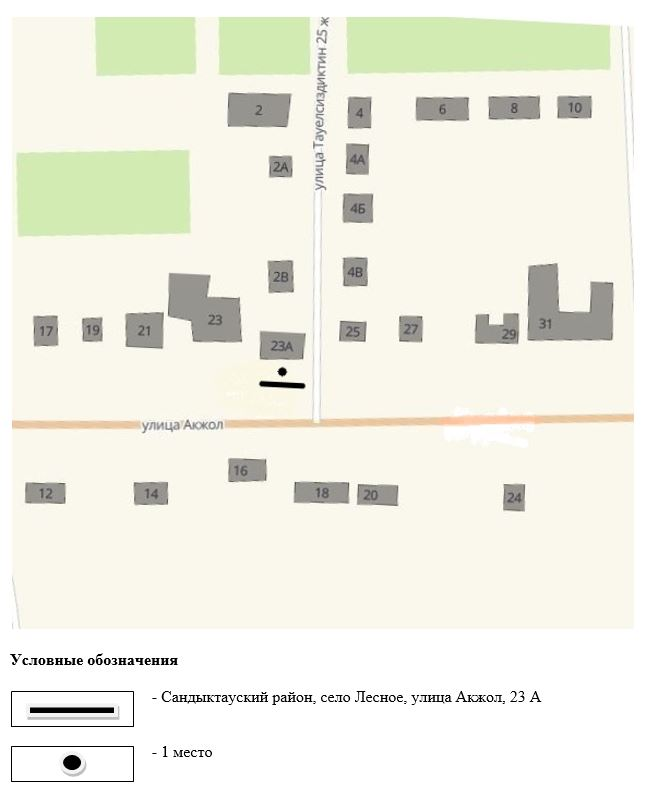 улица Тауелсиздиктин 25 ж
2
4
6
8
10
2А
4А
4Б
2В
4В
17
19
21
23
23А
25
27
29
31
улица Акжол
12
14
16
18
20
24
Условные обозначения
- Сандыктауский район, село Лесное, улица Акжол, 23 А
- 1 место